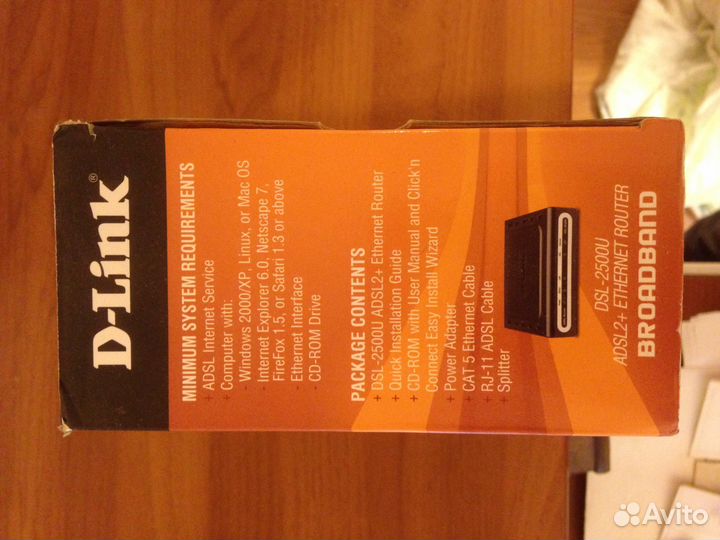 D-Link®
MINIMUM SYSTEM REQUIREMENTS
+ ADSL Internet Service
+ Computer with:
- Windows 2000/XP, Linux, or Mac OS
- Internet Explorer 6.0, Netscape 7,
FireFox 1.5, or Safari 1.3 or above
- Ethernet Interface
- CD-ROM Drive
PACKAGE CONTENTS
+ DSL-2500U ADSL2+ Ethernet Router
+ Quick Installation Guide
+ CD-ROM with User Manual and Click'n
Connect Easy Install Wizard
+ Power Adapter
+ CAT 5 Ethernet Cable
+ RJ-11 ADSL Cable
+ Splitter
DSL-2500U
ADSL2+ ETHERNET ROUTER
BROADBAND
Avito